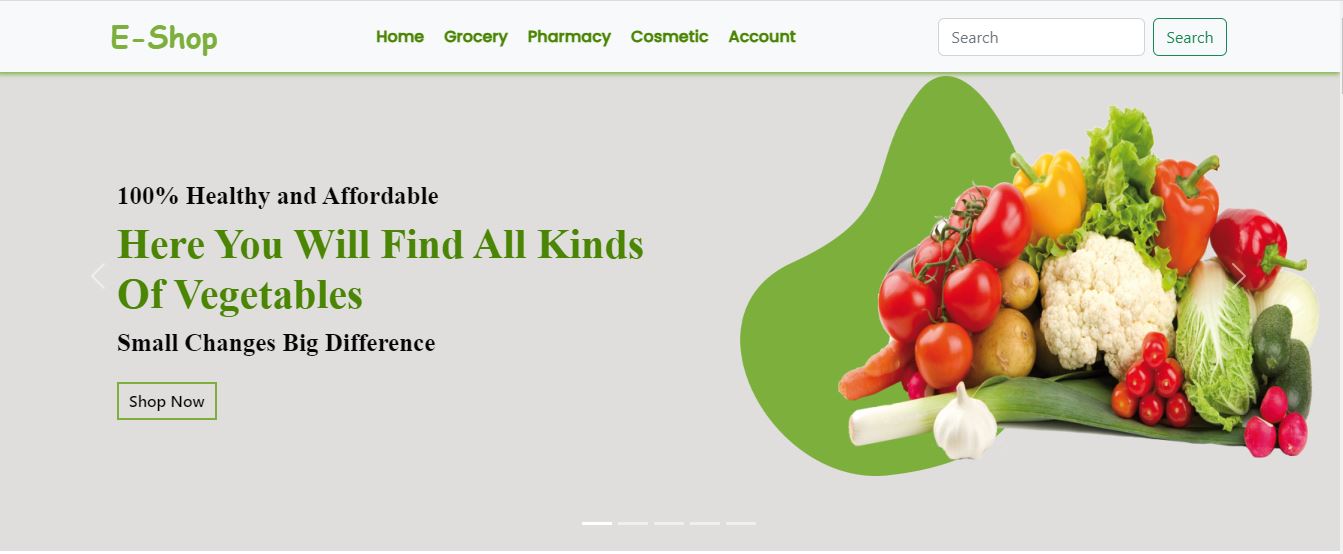 E-Shop
Home Grocery Pharmacy Cosmetic Account
Search Search
100% Healthy and Affordable
Here You Will Find All Kinds
Of Vegetables
Small Changes Big Difference
Shop Now